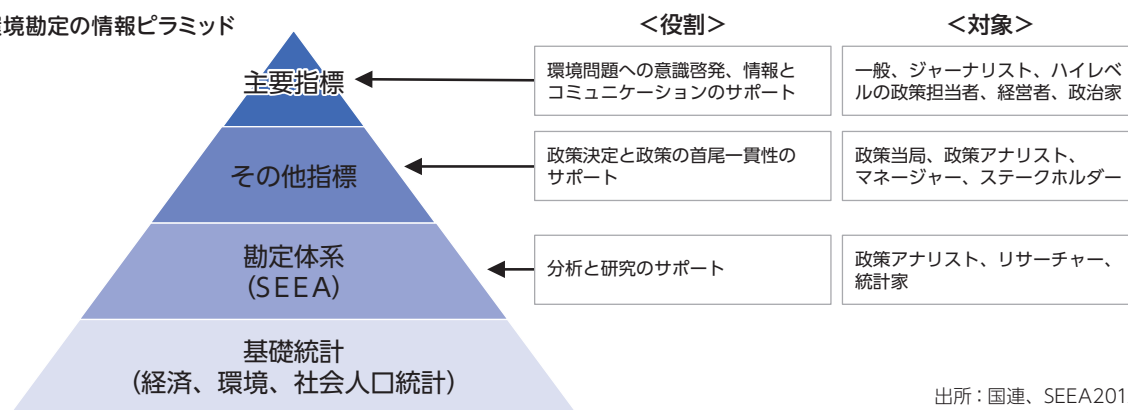 境勘定の情報ピラミッド
＜役割＞
＜対象＞
主要指標
環境問題への意識啓発、情報と
コミュニケーションのサポート
一般、ジャーナリスト、ハイレベ
ルの政策担当者、経営者、政治家
その他指標
政策決定と政策の首尾一貫性の
サポート
政策当局、政策アナリスト、
マネージャー、ステークホルダー
勘定体系
（SEEA）
分析と研究のサポート
政策アナリスト、リサーチャー、
統計家
基礎統計
（経済、環境、社会人口統計）
出所：国連、SEEA201